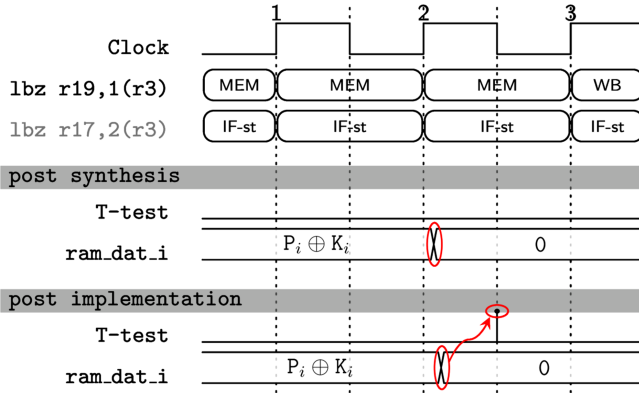 1 2 3
Clock
lbz r19,1(r3) MEM MEM MEM WB
lbz r17,2(r3) IF-st IF-st IF-st IF-st
post synthesis
T-test
ram_dat_i P_i ⊕ K_i 0
post implementation
T-test
ram_dat_i P_i ⊕ K_i 0